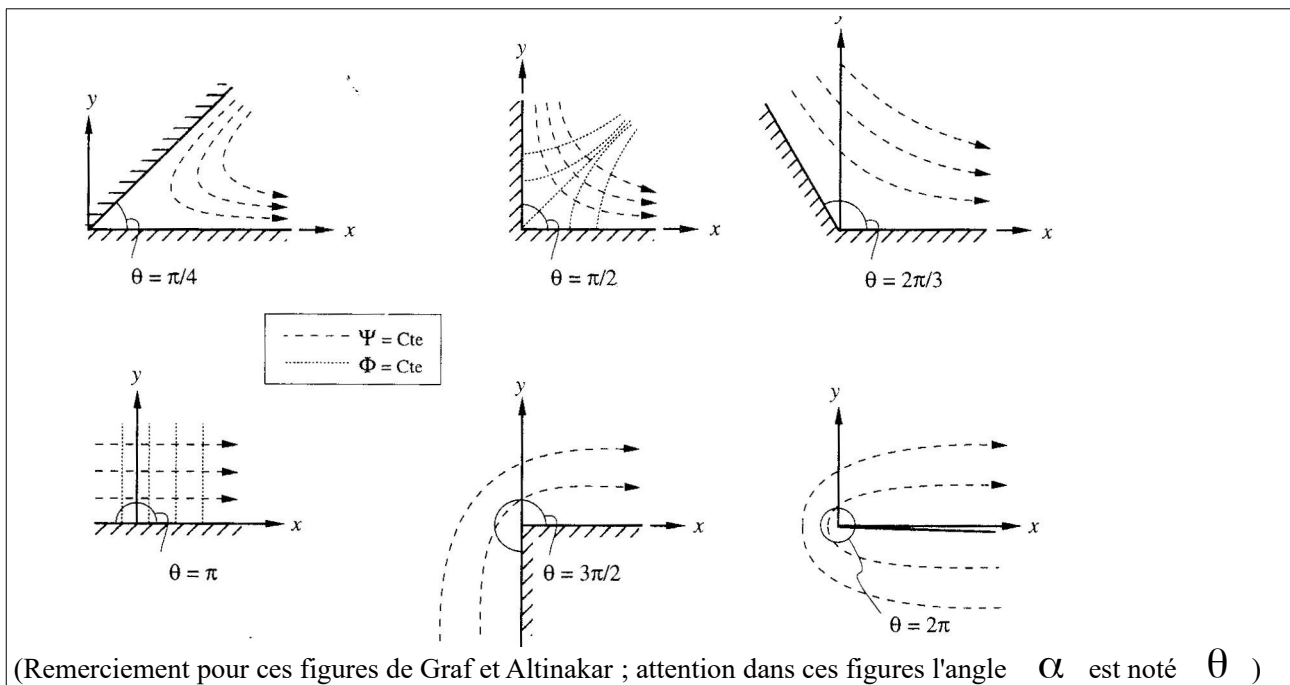 y
x
θ = π/4
y
x
θ = π/2
y
x
θ = 2π/3
Ψ = Cte
Φ = Cte
y
x
θ = π
y
x
θ = 3π/2
y
x
θ = 2π
(Remerciement pour ces figures de Graf et Altinakar ; attention dans ces figures l'angle α est noté θ )